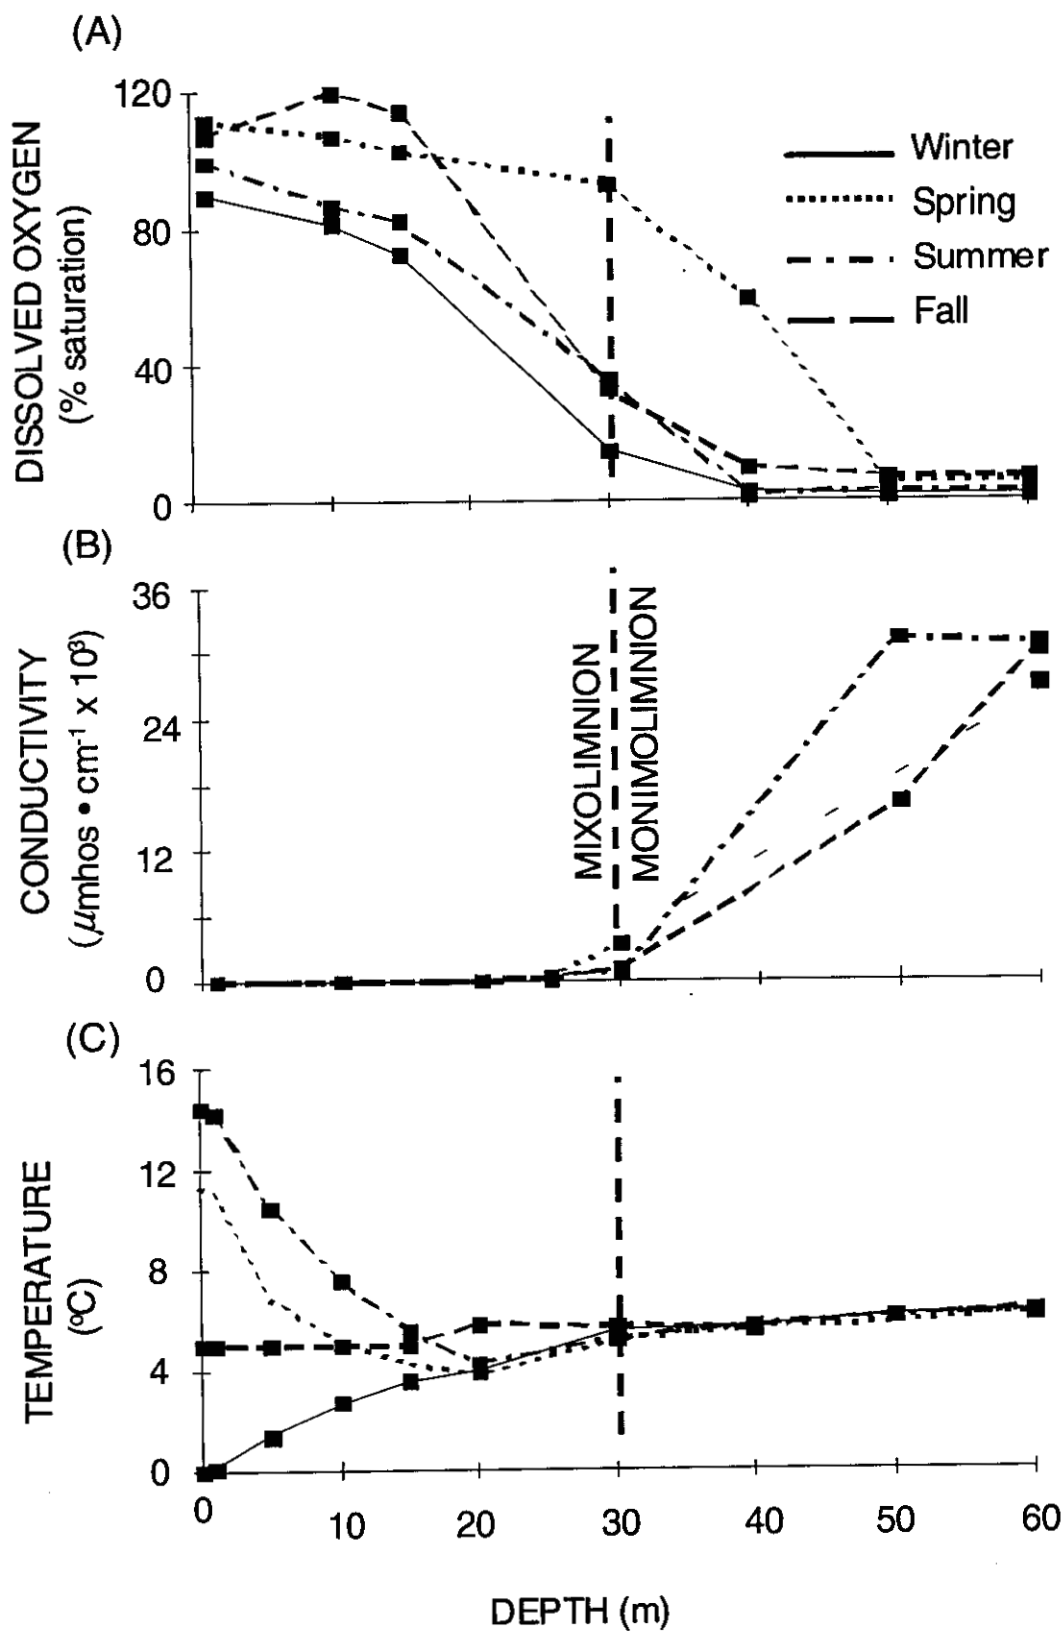 (A)
DISSOLVED OXYGEN
(% saturation)
120
80
40
0
Winter
Spring
Summer
Fall
(B)
CONDUCTIVITY
(µmhos • cm⁻¹ x 10³)
36
24
12
0
MIXOLIMNION
MONIMOLIMNION
(C)
TEMPERATURE
(ºC)
16
12
8
4
0
0 10 20 30 40 50 60
DEPTH (m)